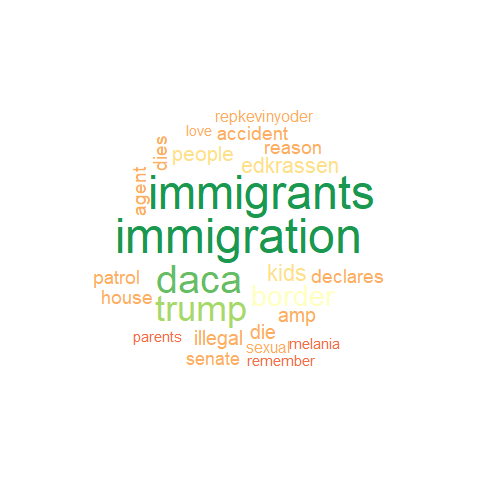 repkevinyoder
love accident
dies people reason
agent edkrassen
immigrants
immigration
patrol daca kids declares
house trump border
amp
parents illegal die
senate sexual melania
remember